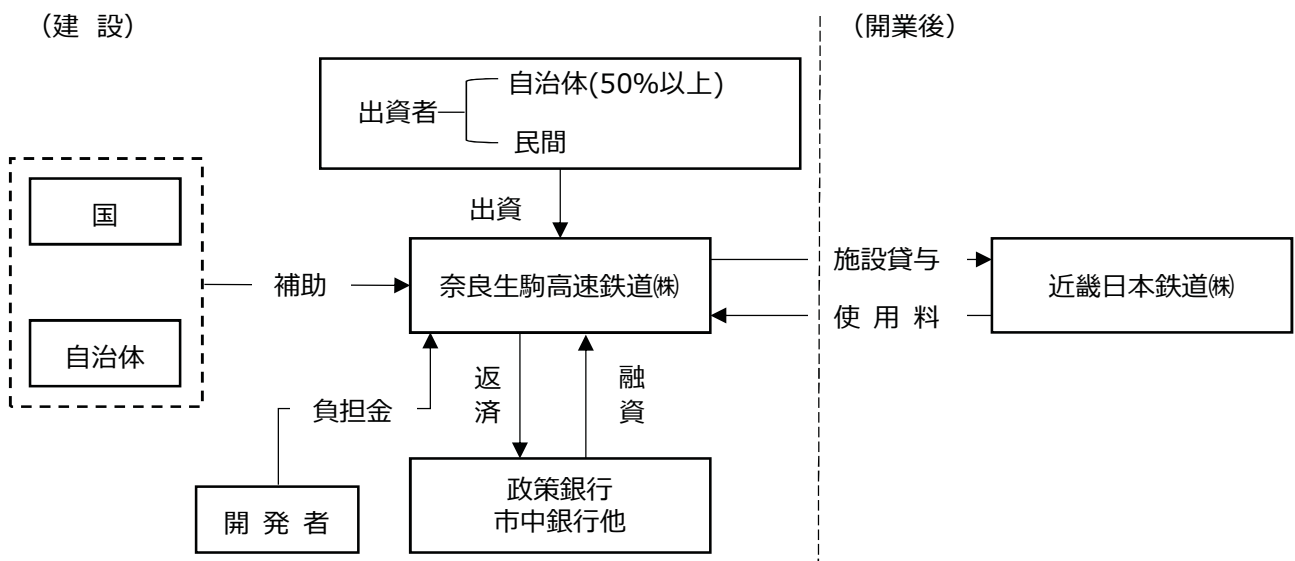 （建 設）
（開業後）
出資者
自治体(50%以上)
民間
国
自治体
補助
出資
奈良生駒高速鉄道㈱
施設貸与
使 用 料
近畿日本鉄道㈱
負担金
返済
融資
開 発 者
政策銀行
市中銀行他